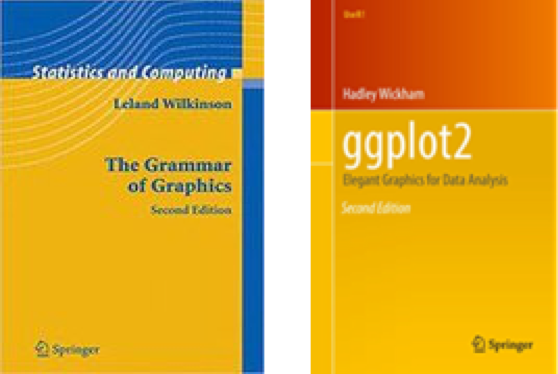 Statistics and Computing
Leland Wilkinson
The Grammar
of Graphics
Second Edition
Springer
Use R!
Hadley Wickham
ggplot2
Elegant Graphics for Data Analysis
Second Edition
Springer